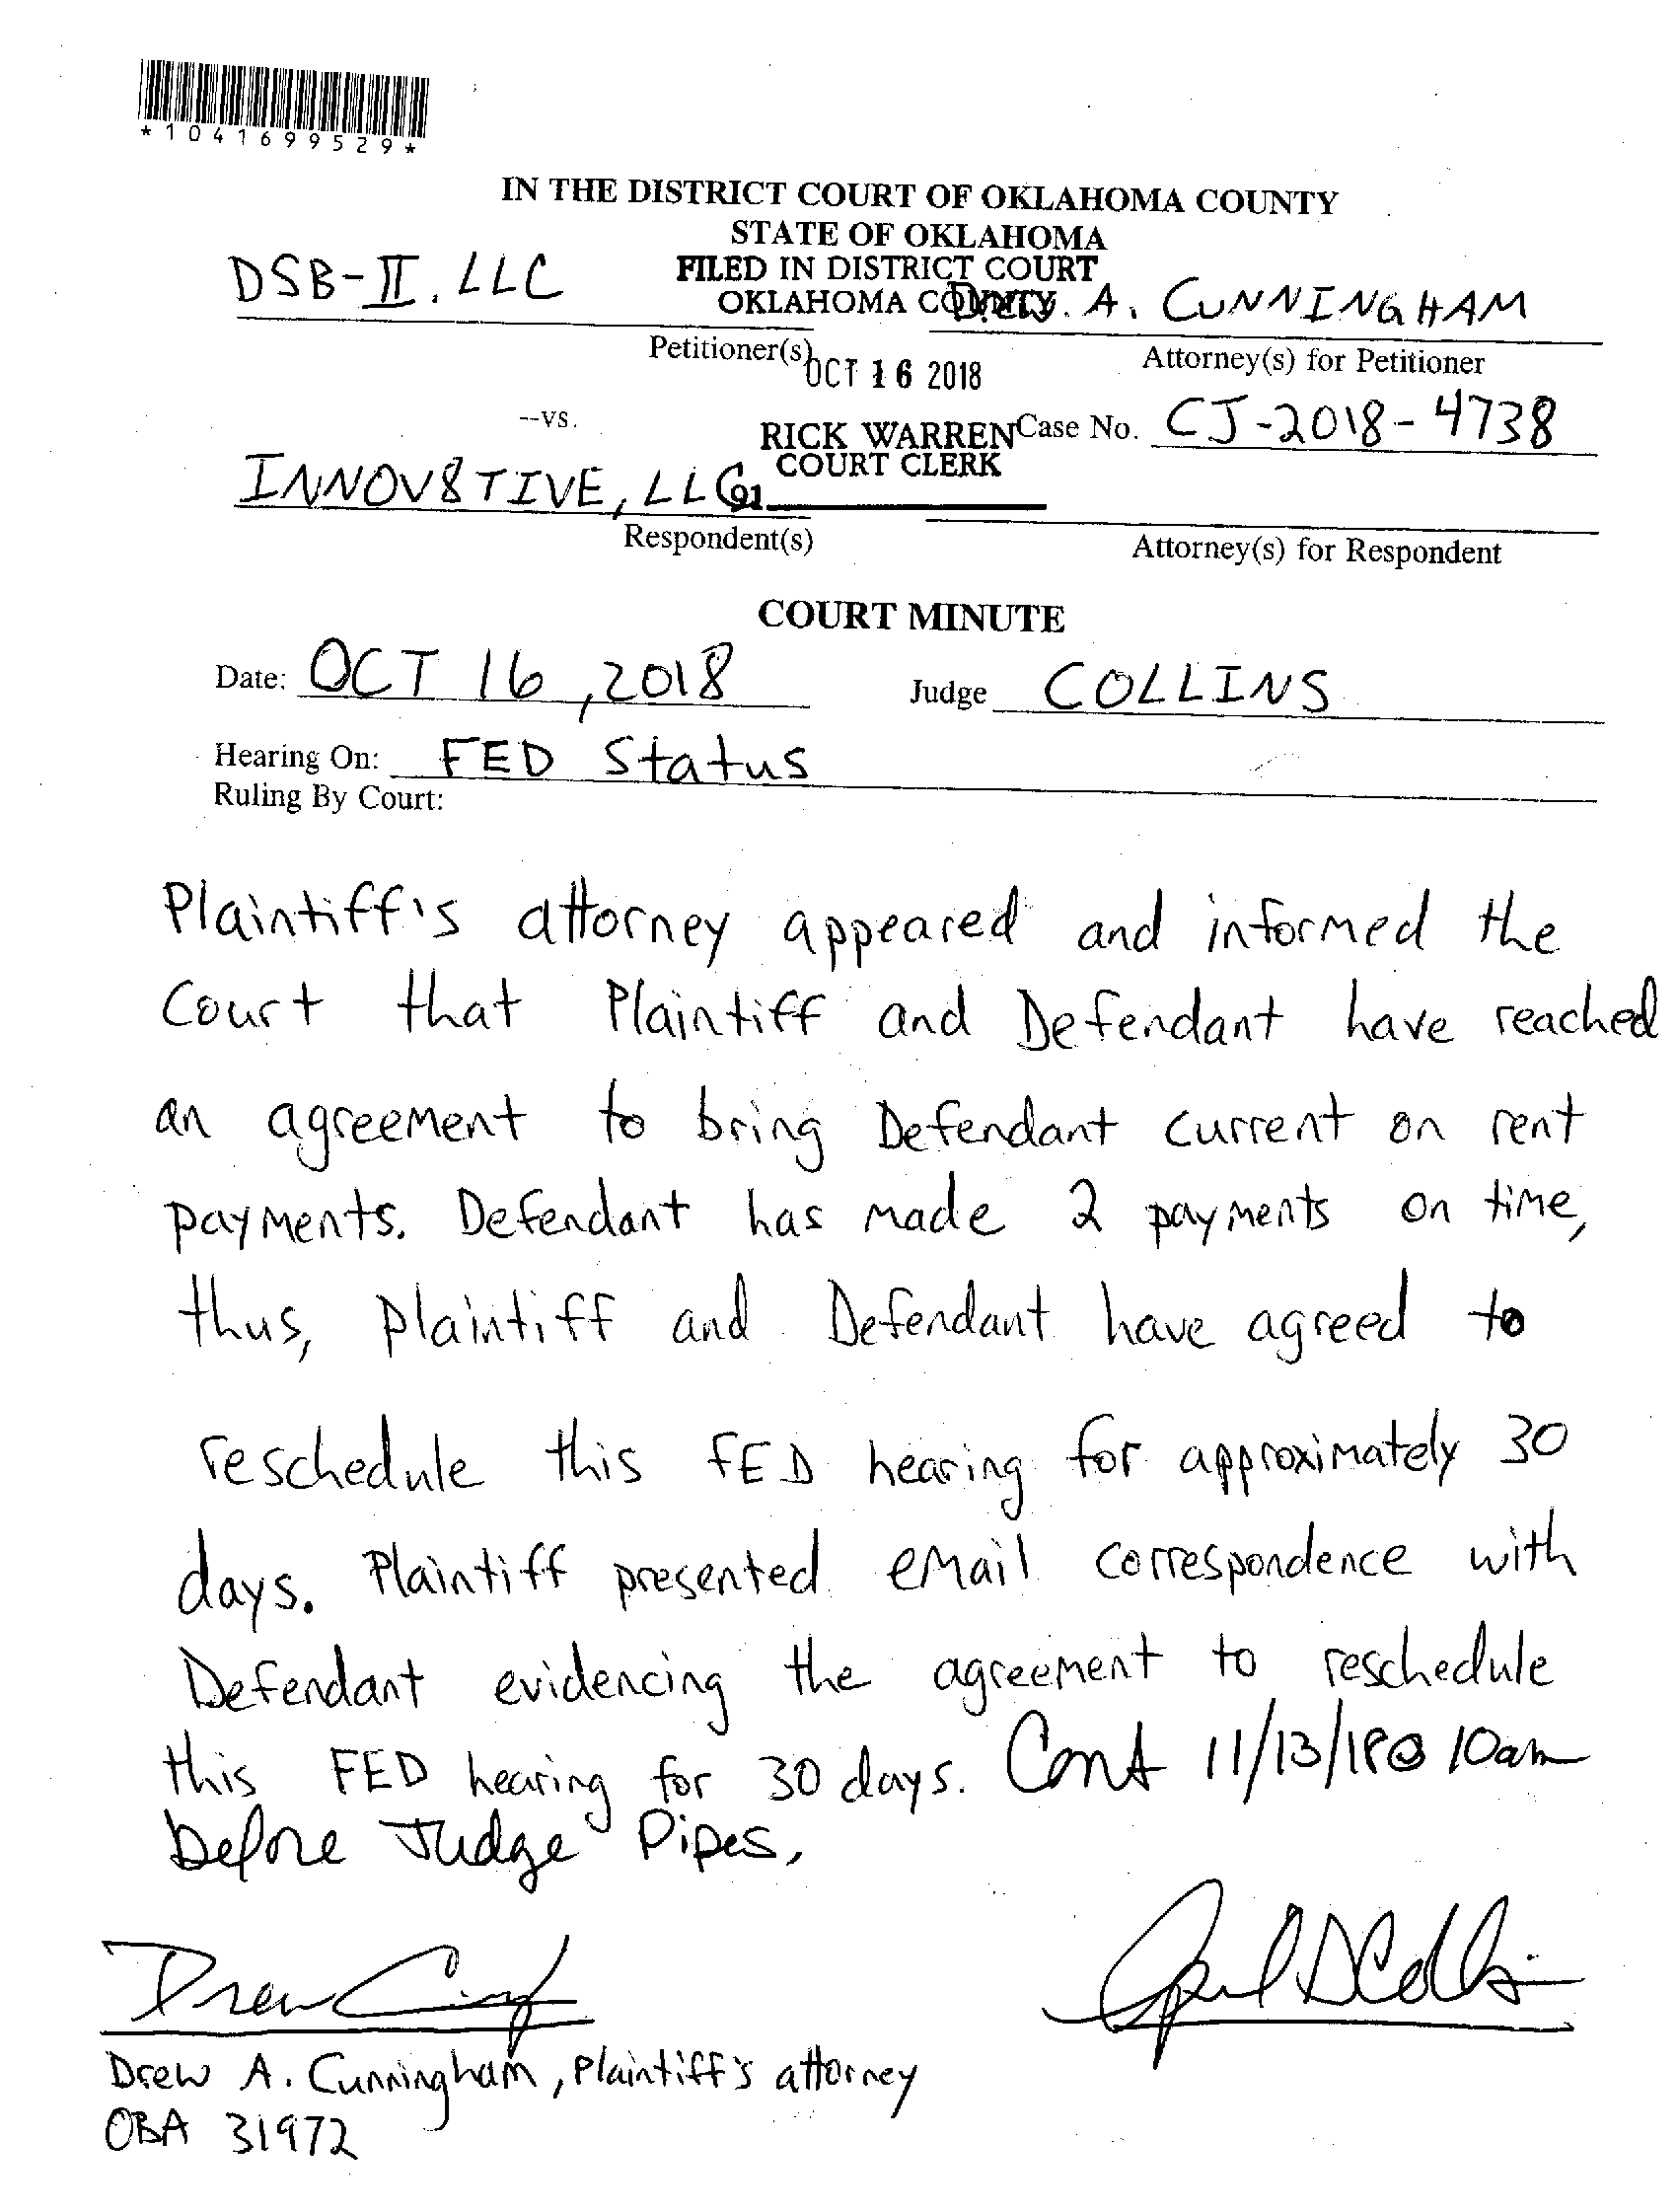 *1041699529*
IN THE DISTRICT COURT OF OKLAHOMA COUNTY
STATE OF OKLAHOMA
FILED IN DISTRICT COURT
OKLAHOMA COUNTY
DSB-II, LLC
Drew A. CUNNINGHAM
Petitioner(s)
Attorney(s) for Petitioner
OCT 16 2018
--vs.
RICK WARREN
COURT CLERK
Case No. CJ-2018-4738
INNOV8TIVE, LLC
91
Respondent(s)
Attorney(s) for Respondent
COURT MINUTE
Date: OCT 16, 2018
Judge COLLINS
Hearing On: FED Status
Ruling By Court:
Plaintiff's attorney appeared and informed the
Court that Plaintiff and Defendant have reached
an agreement to bring Defendant current on rent
payments. Defendant has made 2 payments on time,
thus, plaintiff and Defendant have agreed to
reschedule this FED hearing for approximately 30
days. Plaintiff presented email correspondence with
Defendant evidencing the agreement to reschedule
this FED hearing for 30 days. Cont 11/13/18@ 10am
before Judge Pipes.
Drew A. Cunningham, Plaintiff's attorney
OBA 31972